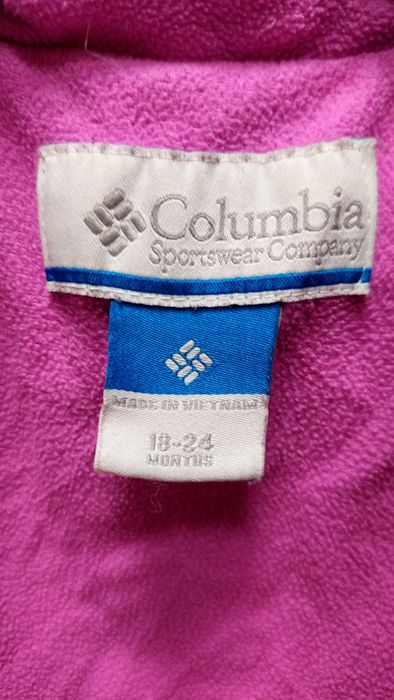 Columbia
Sportswear Company
MADE IN VIETNAM
18-24
MONTHS